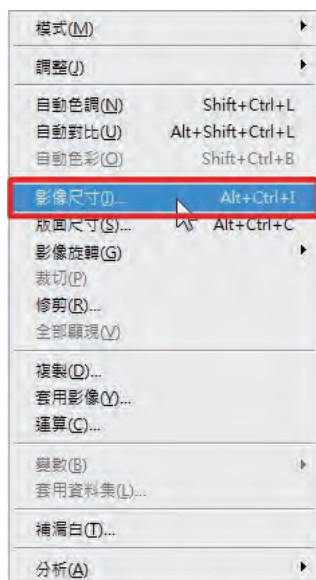 模式(M)
調整(J)
自動色調(N) Shift+Ctrl+L
自動對比(U) Alt+Shift+Ctrl+L
自動色彩(O) Shift+Ctrl+B
影像尺寸(I)... Alt+Ctrl+I
版面尺寸(S)... Alt+Ctrl+C
影像旋轉(G)
裁切(P)
修剪(R)...
全部顯現(V)
複製(D)...
套用影像(Y)...
運算(C)...
變數(B)
套用資料集(L)...
補漏白(T)...
分析(A)